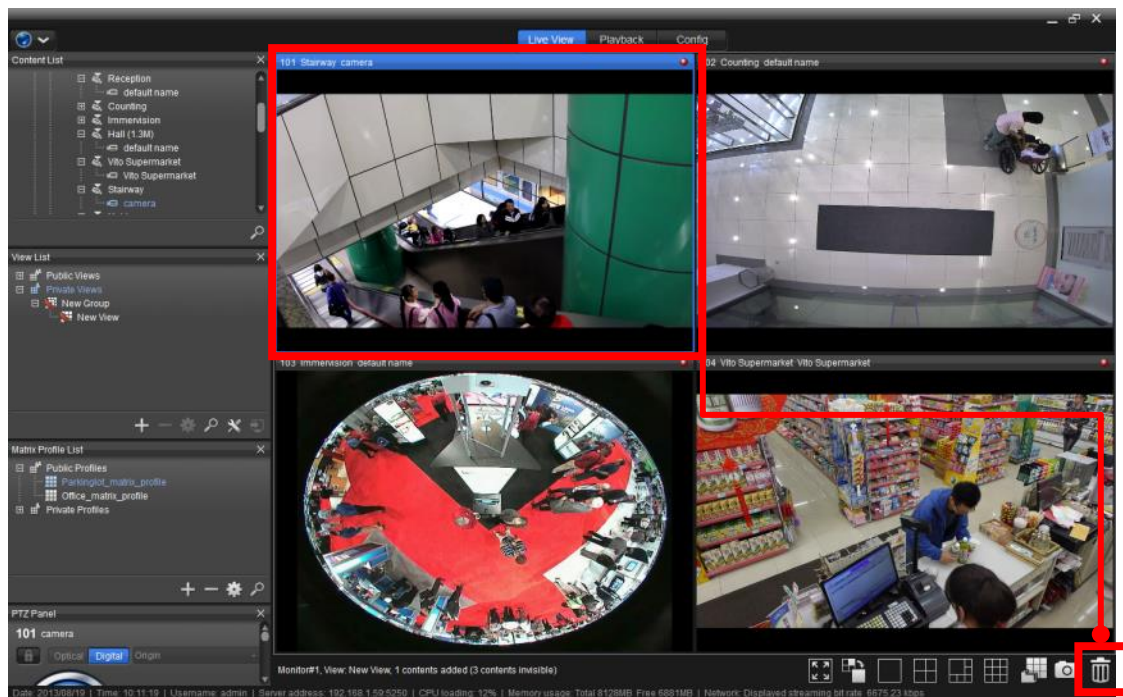 Live View Playback Config
Content List
Reception
default name
Counting
Immervision
Hall (1.3M)
default name
Vito Supermarket
Vito Supermarket
Stairway
camera
View List
Public Views
Private Views
New Group
New View
Matrix Profile List
Public Profiles
Parkinglot_matrix_profile
Office_matrix_profile
Private Profiles
PTZ Panel
101 camera
Optical Digital Origin
101 Stairway camera
02 Counting default name
103 Immervision default name
04 Vito Supermarket Vito Supermarket
Monitor#1, View: New View, 1 contents added (3 contents invisible)
Date: 2013/08/19 | Time: 10:11:19 | Username: admin | Server address: 192.168.1.59:5250 | CPU loading: 12% | Memory usage: Total 8128MB Free 6881MB | Network: Displayed streaming bit rate 6675.23 kbps